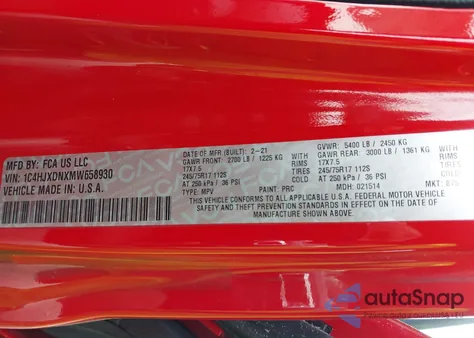 MFD BY: FCA US LLC
VIN: 1C4HJXDNXMW658930
VEHICLE MADE IN U.S.A.
DATE OF MFR (BUILT): 2-21
GVWR: 5400 LB / 2450 KG
GAWR FRONT: 2700 LB / 1225 KG WITH
GAWR REAR: 3000 LB / 1361 KG WITH
17X7.5 RIMS
17X7.5 RIMS
245/75R17 112S TIRES
245/75R17 112S TIRES
AT 250 kPa / 36 PSI COLD
AT 250 kPa / 36 PSI COLD
TYPE: MPV PAINT: PRC MDH: 021514 MKT:
THIS VEHICLE CONFORMS TO ALL APPLICABLE U.S.A. FEDERAL MOTOR VEHICLE
SAFETY AND THEFT PREVENTION STANDARDS IN EFFECT ON THE DATE OF
MANUFACTURE SHOWN ABOVE
autoSnap